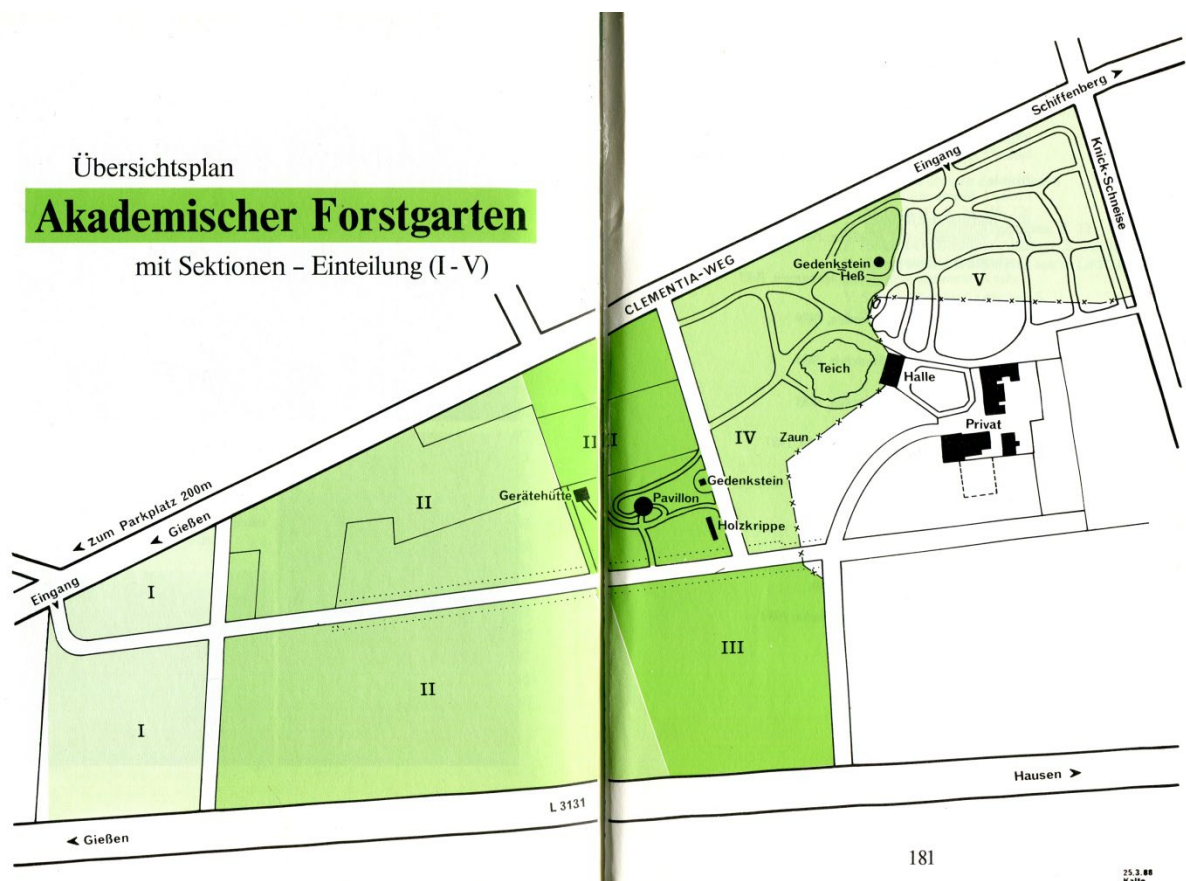 Übersichtsplan
Akademischer Forstgarten
mit Sektionen – Einteilung (I - V)
Schiffenberg
Eingang
Knick-Schneise
CLEMENTIA-WEG
Gedenkstein
Heß
V
Teich
Halle
Privat
Zaun
IV
III
II
Gerätehütte
Pavillon
Gedenkstein
Holzkrippe
Zum Parkplatz 200m
Gießen
Eingang
I
III
II
I
L 3131
Hausen
Gießen
181
25.3.88
Kalte